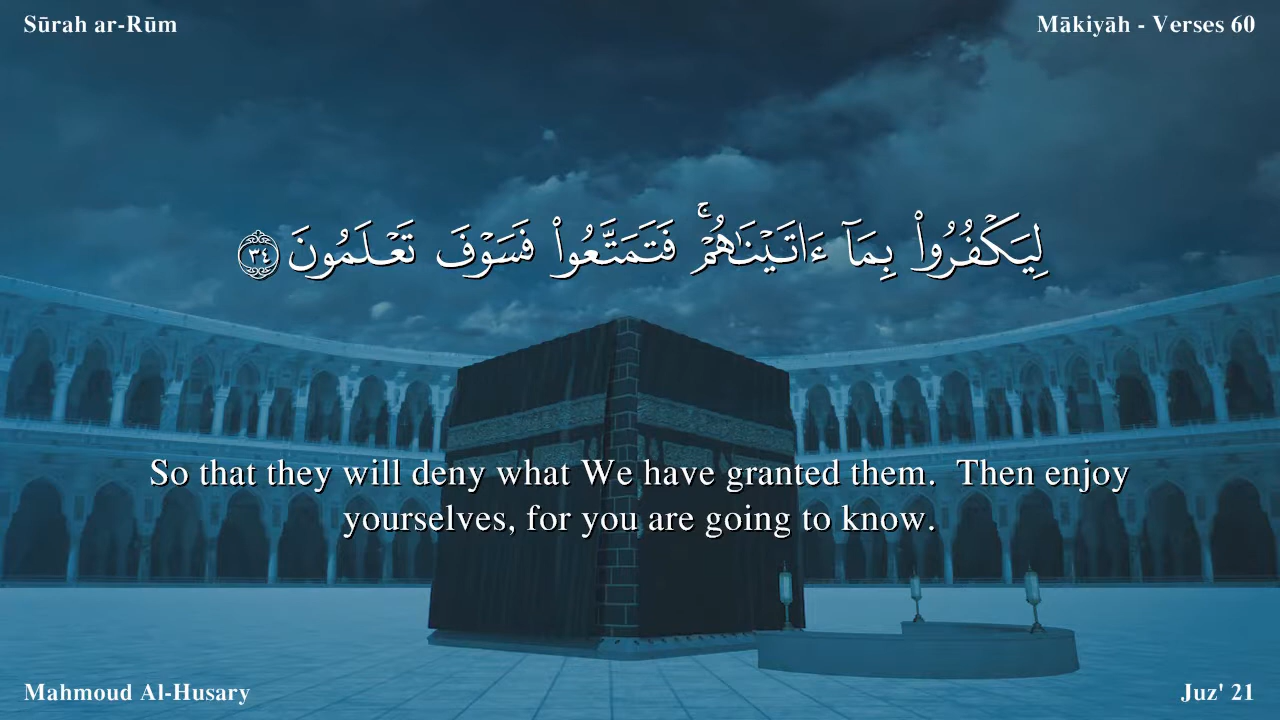 Sūrah ar-Rūm
Mākiyāh - Verses 60
لِيَكْفُرُوا۟ بِمَآ ءَاتَيْنَـٰهُمْ ۚ فَتَمَتَّعُوا۟ فَسَوْفَ تَعْلَمُونَ ٣٤
So that they will deny what We have granted them.  Then enjoy
yourselves, for you are going to know.
Mahmoud Al-Husary
Juz' 21